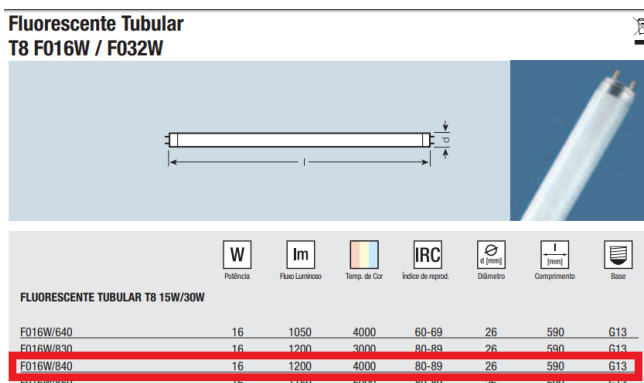 Fluorescente Tubular
T8 F016W / F032W
d
l
W lm IRC d [mm] l [mm]
Potência Fluxo Luminoso Temp. de Cor Índice de reprod. Diâmetro Comprimento Base
FLUORESCENTE TUBULAR T8 15W/30W
F016W/640 16 1050 4000 60-69 26 590 G13
F016W/830 16 1200 3000 80-89 26 590 G13
F016W/840 16 1200 4000 80-89 26 590 G13